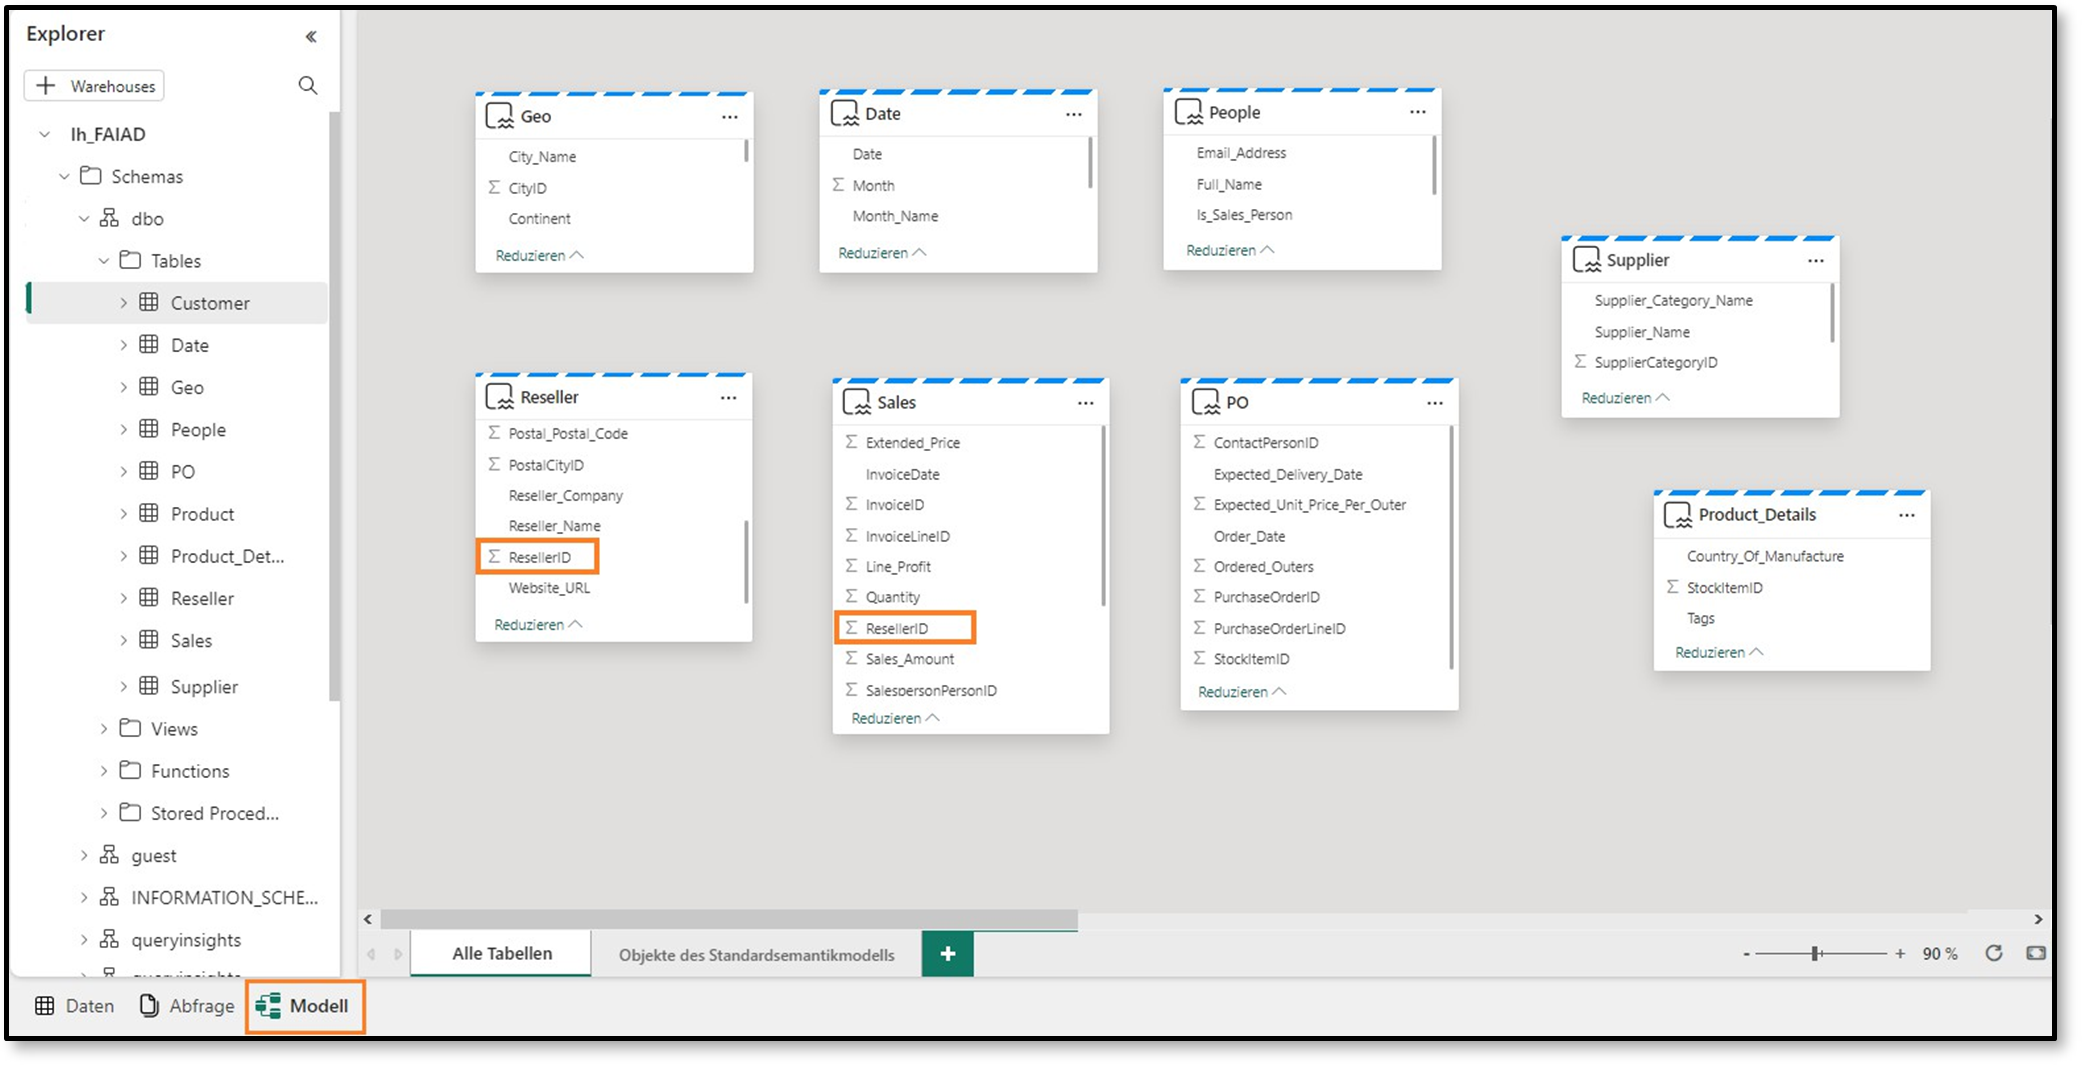 Explorer
Warehouses
lh_FAIAD
Schemas
dbo
Tables
Customer
Date
Geo
People
PO
Product
Product_Det...
Reseller
Sales
Supplier
Views
Functions
Stored Proced...
guest
INFORMATION_SCHE...
queryinsights
Geo
City_Name
CityID
Continent
Reduzieren
Date
Date
Month
Month_Name
Reduzieren
People
Email_Address
Full_Name
Is_Sales_Person
Reduzieren
Supplier
Supplier_Category_Name
Supplier_Name
SupplierCategoryID
Reduzieren
Reseller
Postal_Postal_Code
PostalCityID
Reseller_Company
Reseller_Name
ResellerID
Website_URL
Reduzieren
Sales
Extended_Price
InvoiceDate
InvoiceID
InvoiceLineID
Line_Profit
Quantity
ResellerID
Sales_Amount
SalespersonPersonID
Reduzieren
PO
ContactPersonID
Expected_Delivery_Date
Expected_Unit_Price_Per_Outer
Order_Date
Ordered_Outers
PurchaseOrderID
PurchaseOrderLineID
StockItemID
Reduzieren
Product_Details
Country_Of_Manufacture
StockItemID
Tags
Reduzieren
Alle Tabellen
Objekte des Standardsemantikmodells
90 %
Daten
Abfrage
Modell